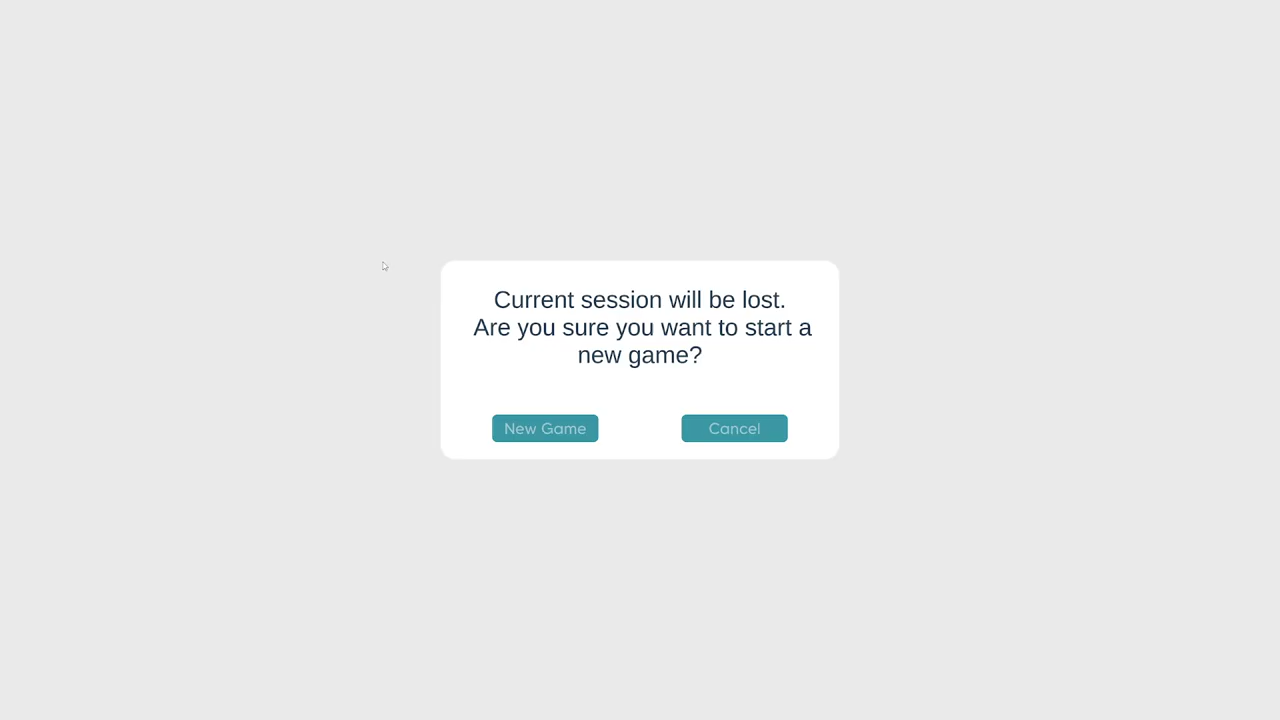 Current session will be lost.
Are you sure you want to start a
new game?
New Game
Cancel